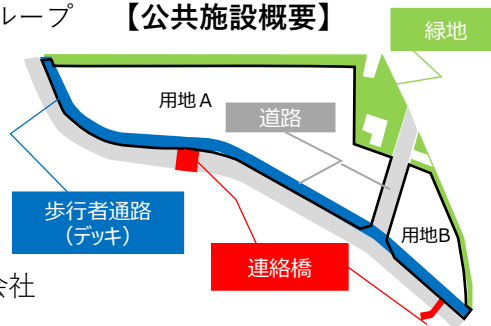 ループ
【公共施設概要】
緑地
用地A
道路
歩行者通路
(デッキ)
用地B
連絡橋
会社